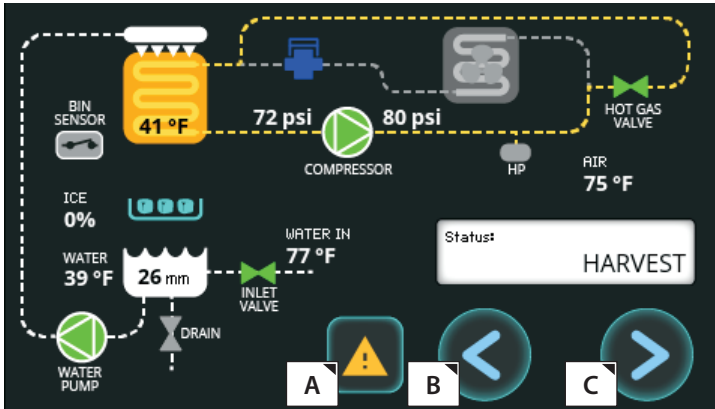 BIN
SENSOR
41 °F
72 psi
80 psi
COMPRESSOR
HP
HOT GAS
VALVE
AIR
75 °F
ICE
0%
WATER
39 °F
26 mm
WATER IN
77 °F
INLET
VALVE
DRAIN
WATER
PUMP
Status:
HARVEST
A
B
C